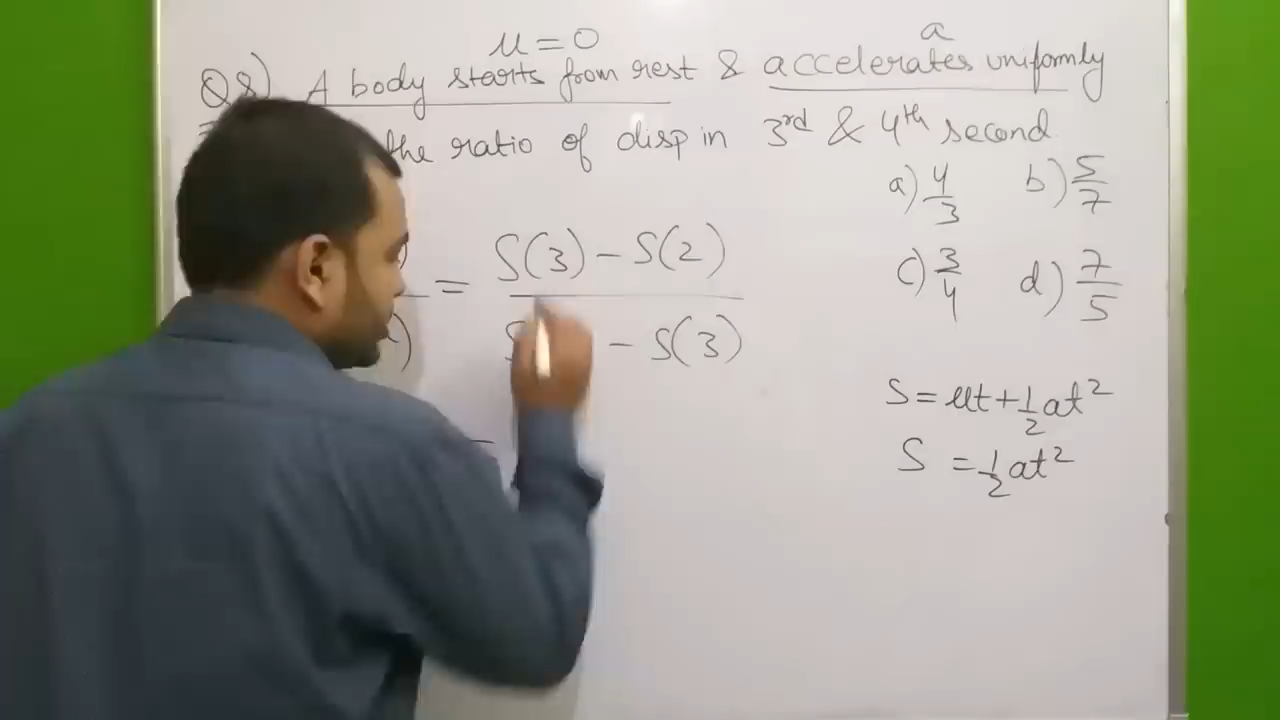 u = 0 a
Q8) A body starts from rest & accelerates uniformly
the ratio of disp in 3rd & 4th second
a) 4/3 b) 5/7
c) 3/4 d) 7/5
= S(3) – S(2)
– S(3)
S = ut + 1/2 at²
S = 1/2 at²